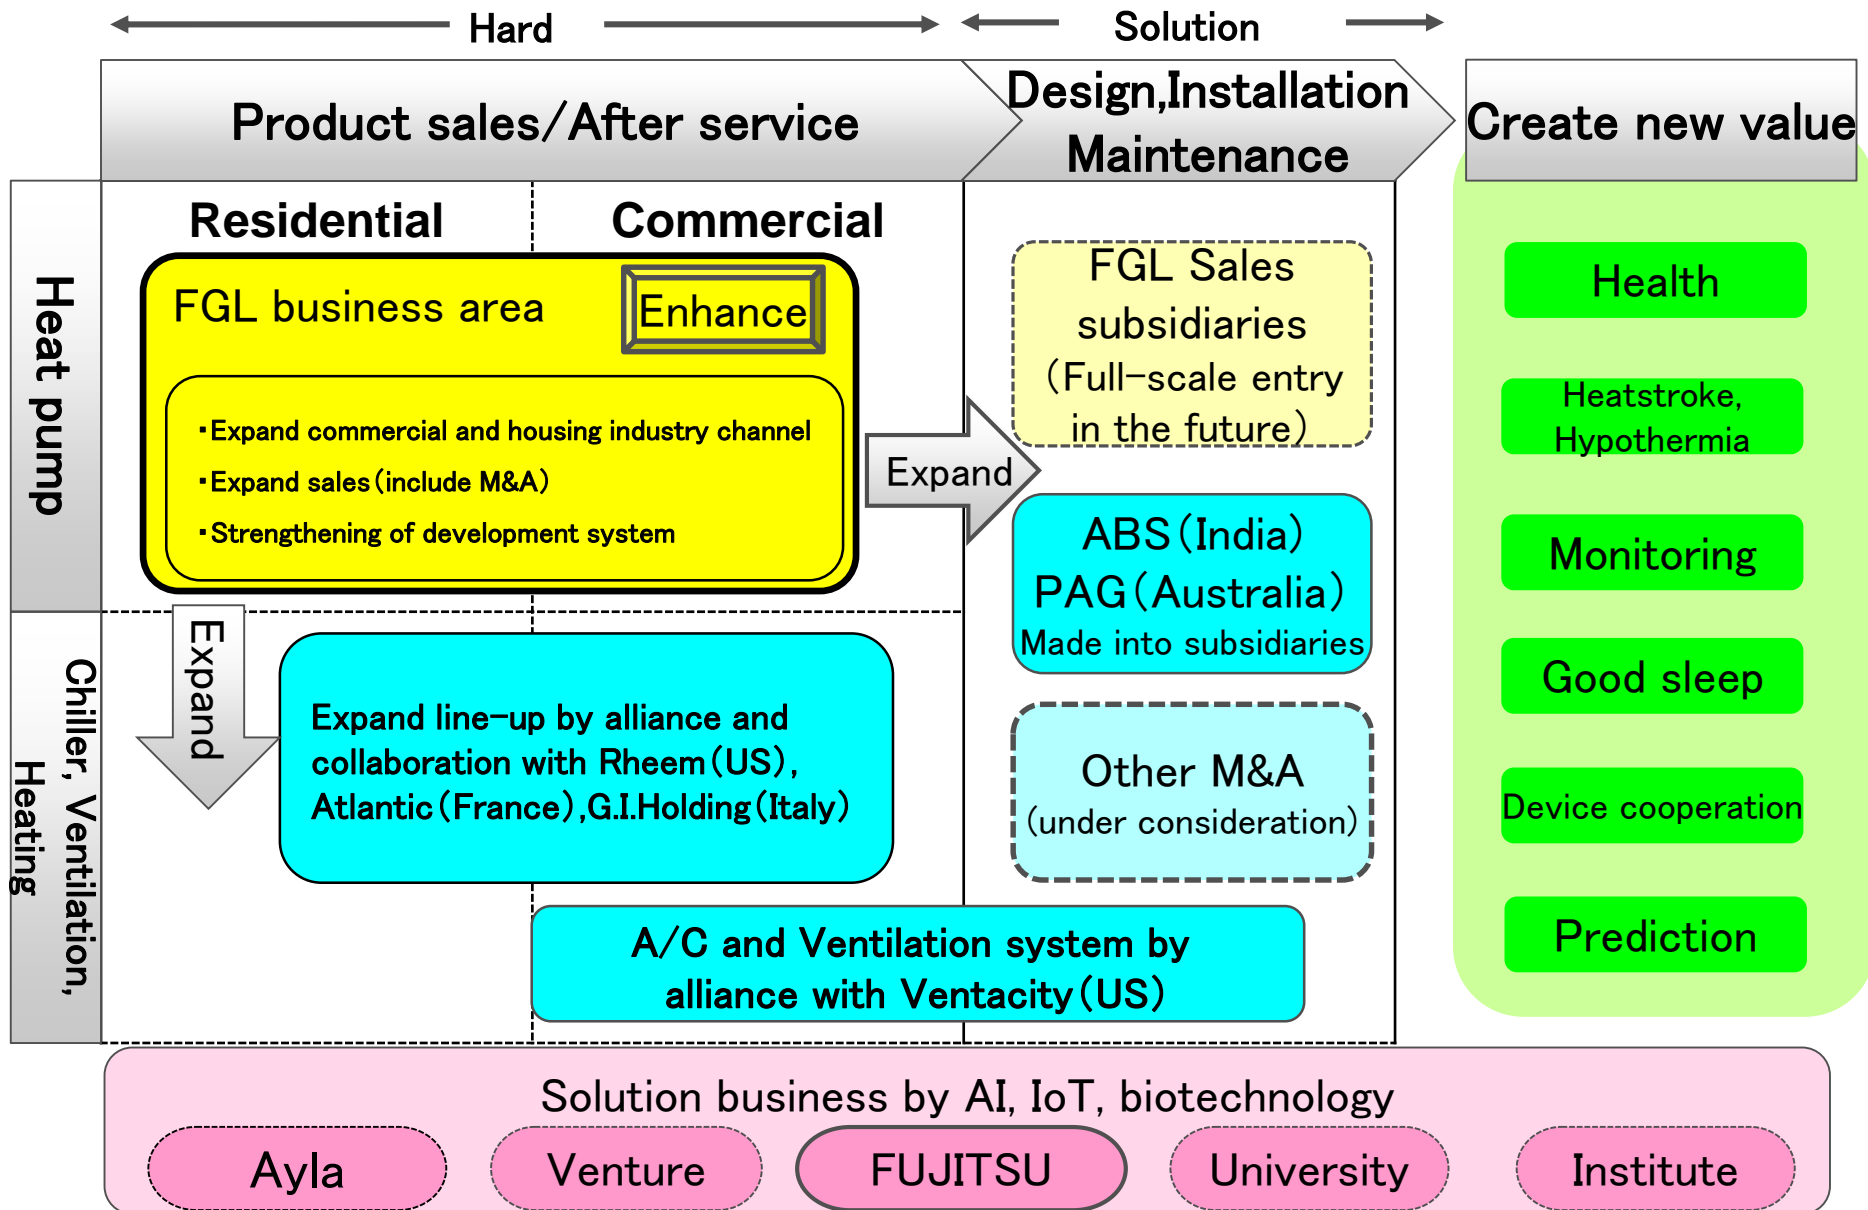 Hard
Solution
Product sales/After service
Design,Installation
Maintenance
Create new value
Heat pump
Residential
Commercial
FGL business area
Enhance
・Expand commercial and housing industry channel
・Expand sales（include M&A）
・Strengthening of development system
Expand
FGL Sales
subsidiaries
（Full-scale entry
in the future）
ABS（India）
PAG（Australia）
Made into subsidiaries
Other M&A
（under consideration）
Chiller, Ventilation,
Heating
Expand
Expand line-up by alliance and
collaboration with Rheem（US）,
Atlantic（France）,G.I.Holding（Italy）
A/C and Ventilation system by
alliance with Ventacity（US）
Health
Heatstroke,
Hypothermia
Monitoring
Good sleep
Device cooperation
Prediction
Solution business by AI, IoT, biotechnology
Ayla
Venture
FUJITSU
University
Institute